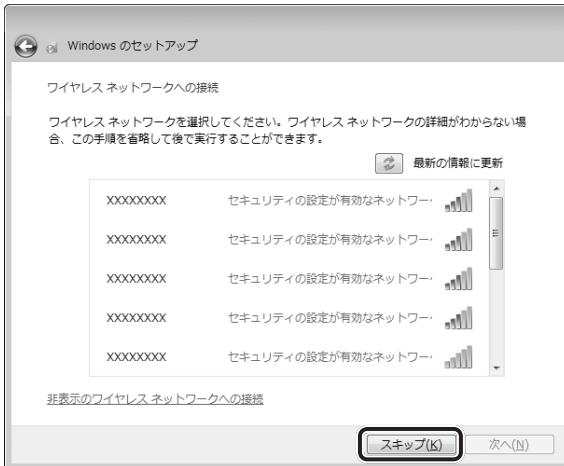 Windows のセットアップ
ワイヤレス ネットワークへの接続
ワイヤレス ネットワークを選択してください。ワイヤレス ネットワークの詳細がわからない場
合、この手順を省略して後で実行することができます。
最新の情報に更新
XXXXXXXX セキュリティの設定が有効なネットワー
XXXXXXXX セキュリティの設定が有効なネットワー
XXXXXXXX セキュリティの設定が有効なネットワー
XXXXXXXX セキュリティの設定が有効なネットワー
XXXXXXXX セキュリティの設定が有効なネットワー
非表示のワイヤレス ネットワークへの接続
スキップ(K) 次へ(N)